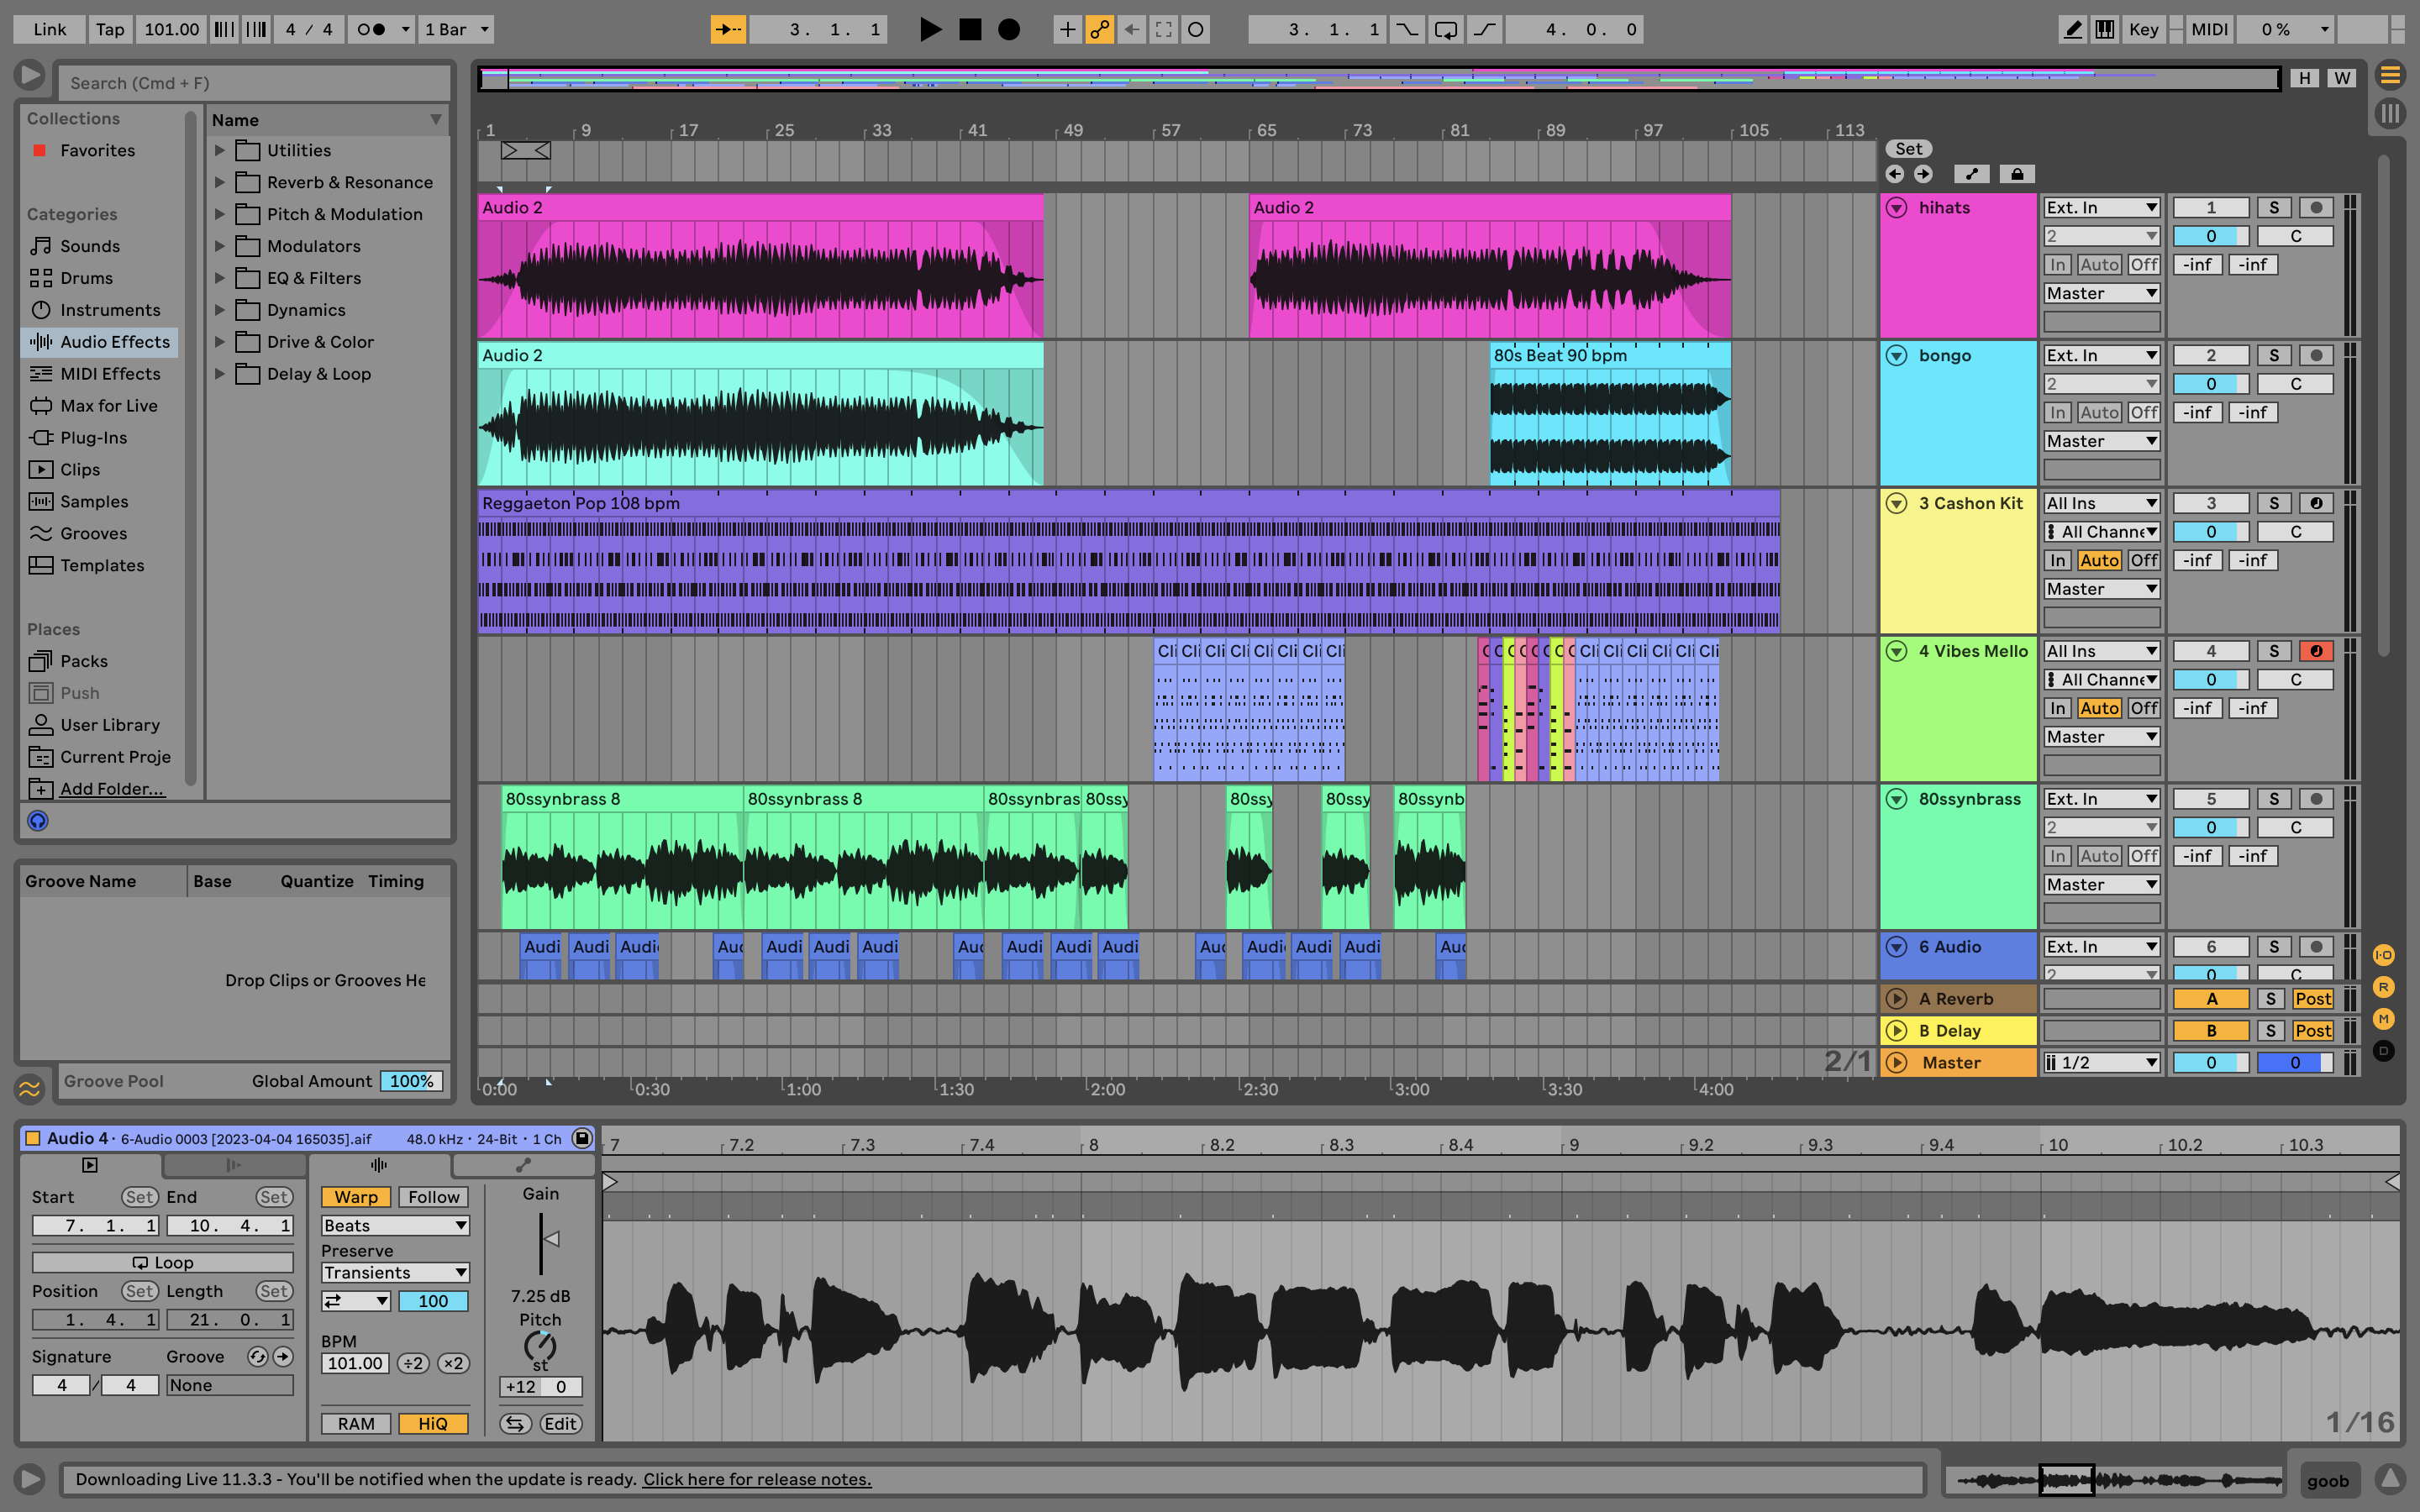 Link Tap 101.00 4 / 4 1 Bar 3. 1. 1 3. 1. 1 4. 0. 0 Key MIDI 0 %
Search (Cmd + F)
H W
Collections
Favorites
Categories
Sounds
Drums
Instruments
Audio Effects
MIDI Effects
Max for Live
Plug-Ins
Clips
Samples
Grooves
Templates
Places
Packs
Push
User Library
Current Proje
Add Folder...
Name
Utilities
Reverb & Resonance
Pitch & Modulation
Modulators
EQ & Filters
Dynamics
Drive & Color
Delay & Loop
Groove Name Base Quantize Timing
Drop Clips or Grooves He
Groove Pool Global Amount 100%
1 9 17 25 33 41 49 57 65 73 81 89 97 105 113
Set
Audio 2 Audio 2
hihats Ext. In 1 S
2 0 C
In Auto Off -inf -inf
Master
Audio 2 80s Beat 90 bpm
bongo Ext. In 2 S
2 0 C
In Auto Off -inf -inf
Master
Reggaeton Pop 108 bpm
3 Cashon Kit All Ins 3 S
All Channe 0 C
In Auto Off -inf -inf
Master
Cli Cli Cli Cli Cli Cli Cli Cli C C C C C C C C Cli Cli Cli Cli Cli Cli
4 Vibes Mello All Ins 4 S
All Channe 0 C
In Auto Off -inf -inf
Master
80ssynbrass 8 80ssynbrass 8 80ssynbras 80ssy 80ssy 80ssy 80ssynb
80ssynbrass Ext. In 5 S
2 0 C
In Auto Off -inf -inf
Master
Audi Audi Audi Auc Audi Audi Audi Auc Audi Audi Audi Auc Audi Audi Audi Auc
6 Audio Ext. In 6 S
2 0 C
A Reverb A S Post
B Delay B S Post
2/1 Master 1/2 0 0
I·O
R
M
D
0:00 0:30 1:00 1:30 2:00 2:30 3:00 3:30 4:00
Audio 4 · 6-Audio 0003 [2023-04-04 165035].aif 48.0 kHz · 24-Bit · 1 Ch
Start Set End Set
7. 1. 1 10. 4. 1
Loop
Position Set Length Set
1. 4. 1 21. 0. 1
Signature Groove
4 / 4 None
Warp Follow
Beats
Preserve
Transients
100
BPM
101.00 ÷2 ×2
RAM HiQ
Gain
7.25 dB
Pitch
st
+12 0
Edit
7 7.2 7.3 7.4 8 8.2 8.3 8.4 9 9.2 9.3 9.4 10 10.2 10.3
1/16
Downloading Live 11.3.3 - You'll be notified when the update is ready. Click here for release notes.
goob